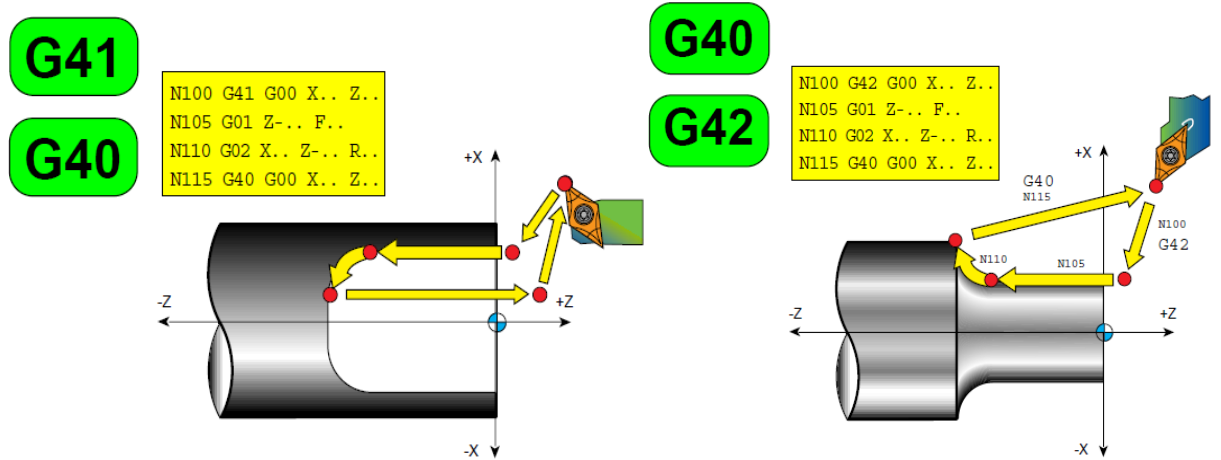 G41
G40
N100 G41 G00 X.. Z..
N105 G01 Z-.. F..
N110 G02 X.. Z-.. R..
N115 G40 G00 X.. Z..
+X
-Z
+Z
-X
G40
G42
N100 G42 G00 X.. Z..
N105 G01 Z-.. F..
N110 G02 X.. Z-.. R..
N115 G40 G00 X.. Z..
+X
G40
N115
N100
G42
N110
N105
-Z
+Z
-X